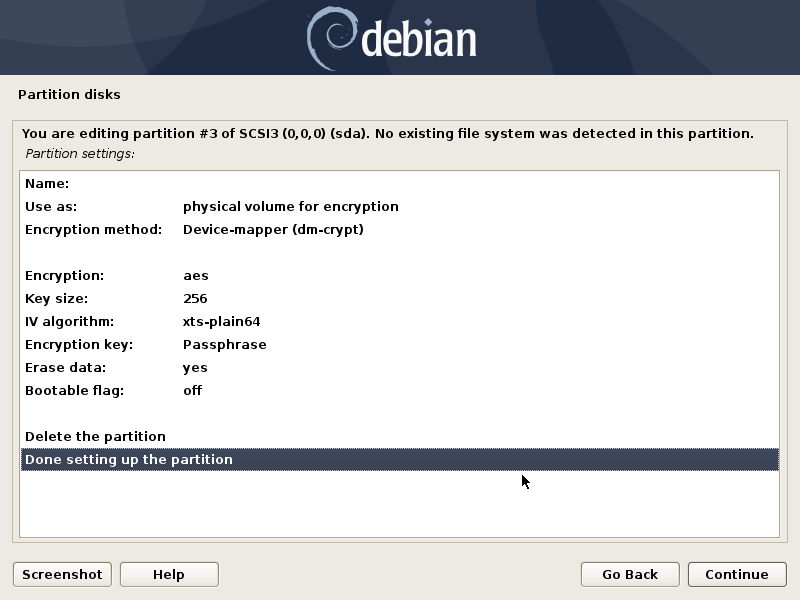 debian
Partition disks
You are editing partition #3 of SCSI3 (0,0,0) (sda). No existing file system was detected in this partition.
Partition settings:
Name:
Use as: physical volume for encryption
Encryption method: Device-mapper (dm-crypt)
Encryption: aes
Key size: 256
IV algorithm: xts-plain64
Encryption key: Passphrase
Erase data: yes
Bootable flag: off
Delete the partition
Done setting up the partition
Screenshot Help Go Back Continue